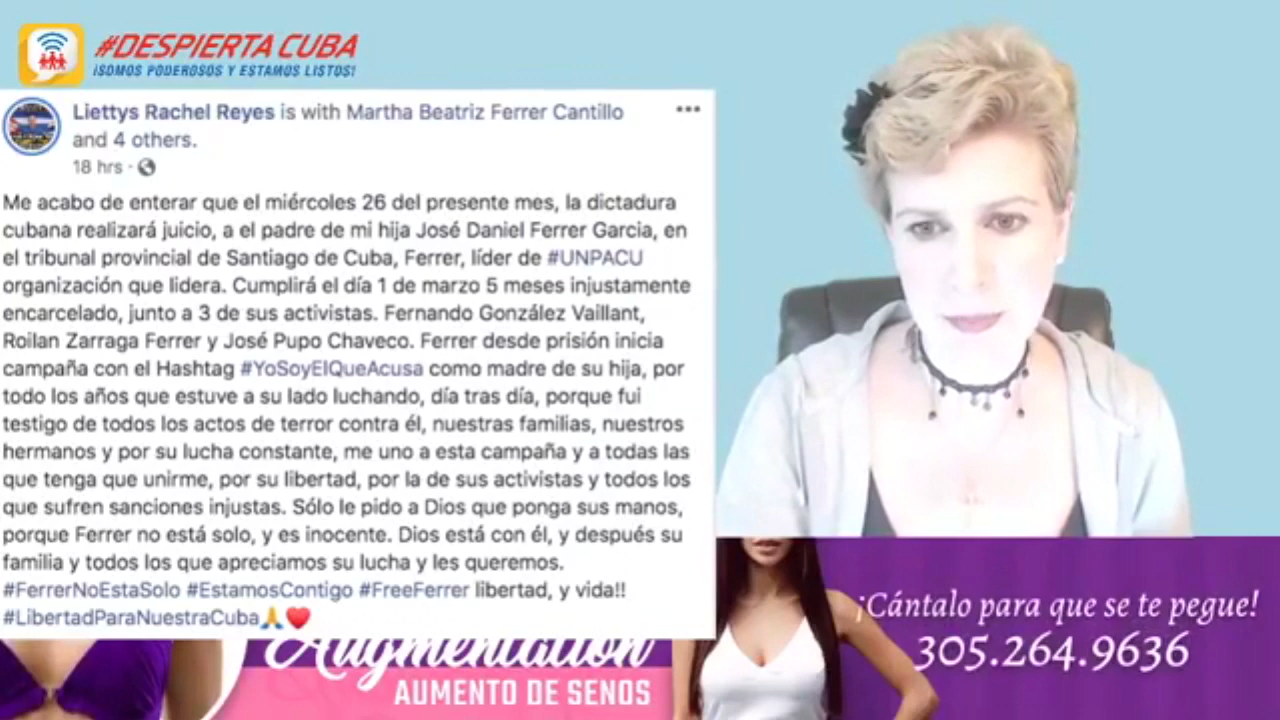 #DESPIERTA CUBA
¡SOMOS PODEROSOS Y ESTAMOS LISTOS!
Liettys Rachel Reyes is with Martha Beatriz Ferrer Cantillo
and 4 others.
18 hrs ·
Me acabo de enterar que el miércoles 26 del presente mes, la dictadura
cubana realizará juicio, a el padre de mi hija José Daniel Ferrer Garcia, en
el tribunal provincial de Santiago de Cuba, Ferrer, líder de #UNPACU
organización que lidera. Cumplirá el día 1 de marzo 5 meses injustamente
encarcelado, junto a 3 de sus activistas. Fernando González Vaillant,
Roilan Zarraga Ferrer y José Pupo Chaveco. Ferrer desde prisión inicia
campaña con el Hashtag #YoSoyElQueAcusa como madre de su hija, por
todo los años que estuve a su lado luchando, día tras día, porque fui
testigo de todos los actos de terror contra él, nuestras familias, nuestros
hermanos y por su lucha constante, me uno a esta campaña y a todas las
que tenga que unirme, por su libertad, por la de sus activistas y todos los
que sufren sanciones injustas. Sólo le pido a Dios que ponga sus manos,
porque Ferrer no está solo, y es inocente. Dios está con él, y después su
familia y todos los que apreciamos su lucha y les queremos.
#FerrerNoEstaSolo #EstamosContigo #FreeFerrer libertad, y vida!!
#LibertadParaNuestraCuba🙏❤️
Augmentation
AUMENTO DE SENOS
¡Cántalo para que se te pegue!
305.264.9636